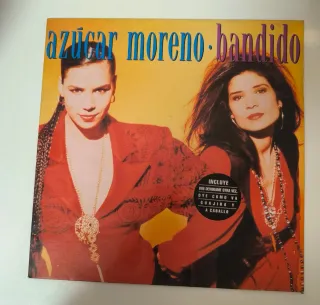 azúcar moreno · bandido
INCLUYE
OYE COMO VA
A CABALLO